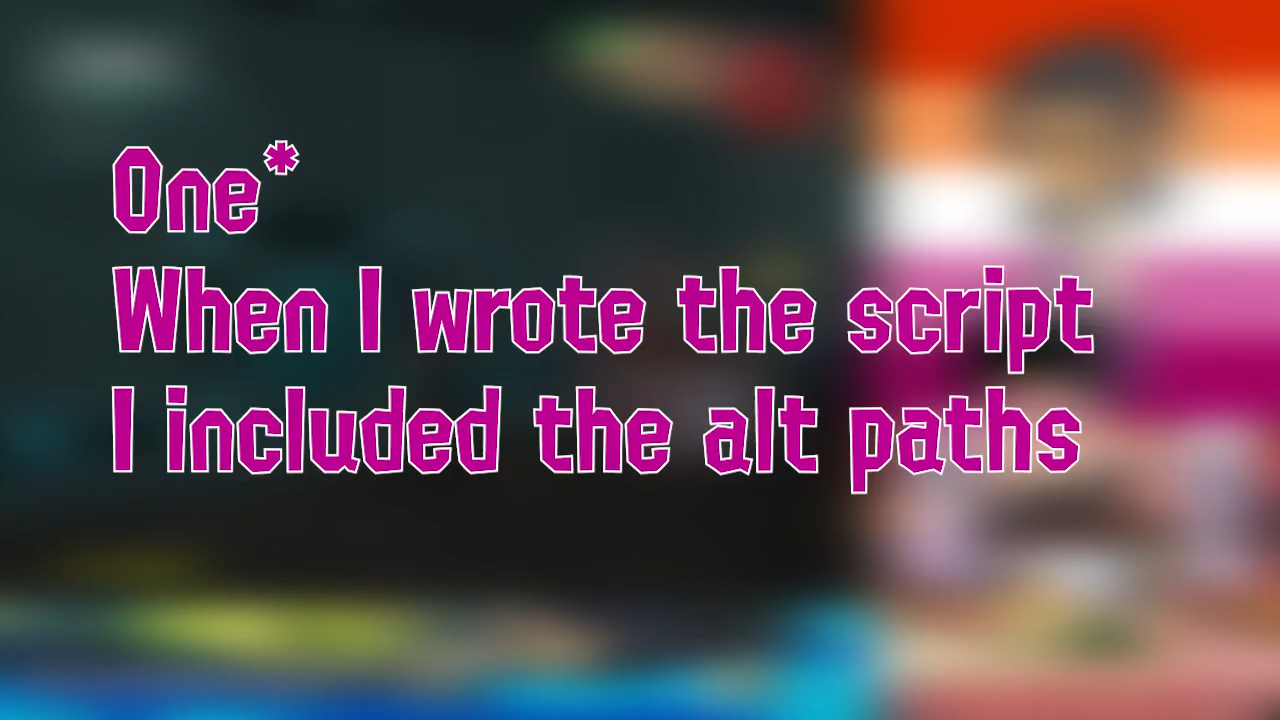 One*
When I wrote the script
I included the alt paths